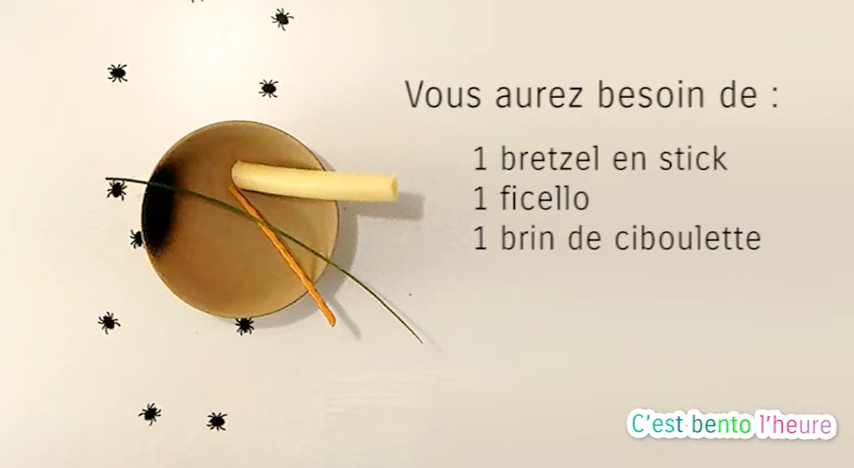 Vous aurez besoin de :
1 bretzel en stick
1 ficello
1 brin de ciboulette
C'est bento l'heure